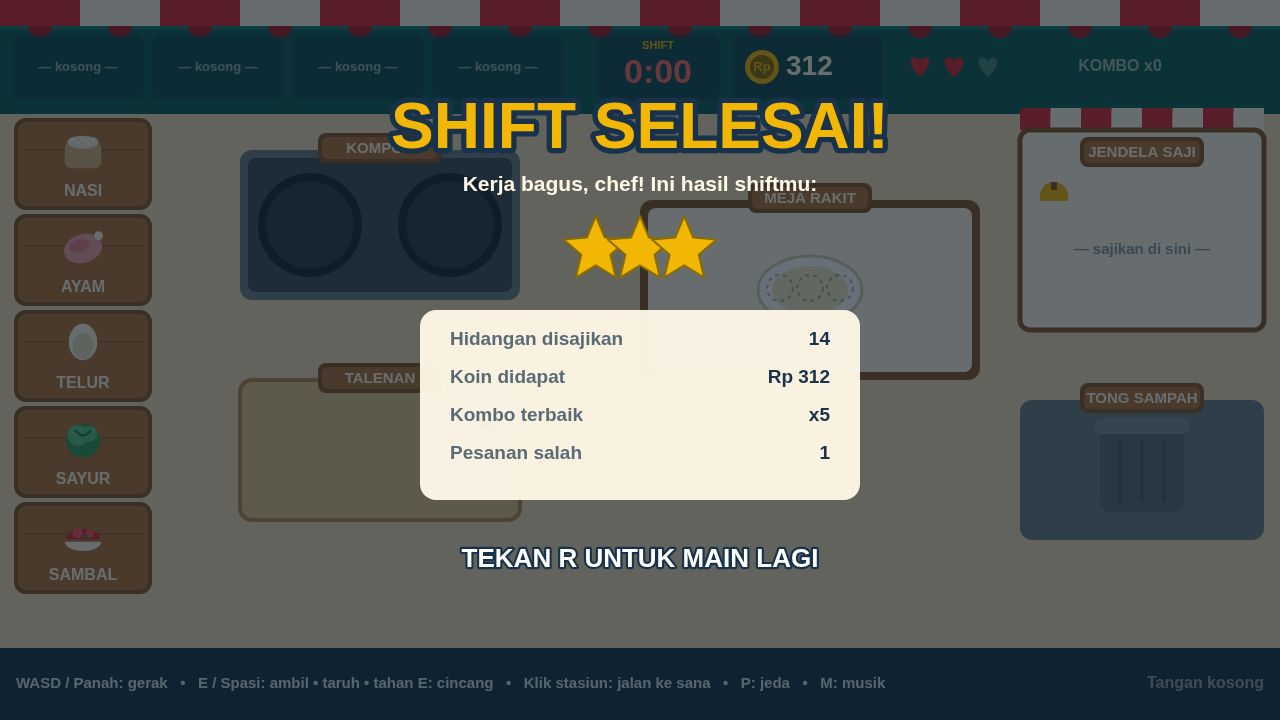 — kosong —
— kosong —
— kosong —
— kosong —
SHIFT
0:00
Rp
312
KOMBO x0
SHIFT SELESAI!
Kerja bagus, chef! Ini hasil shiftmu:
NASI
AYAM
TELUR
SAYUR
SAMBAL
MEJA RAKIT
JENDELA SAJI
— sajikan di sini —
TALENAN
TONG SAMPAH
Hidangan disajikan 14
Koin didapat Rp 312
Kombo terbaik x5
Pesanan salah 1
TEKAN R UNTUK MAIN LAGI
WASD / Panah: gerak • E / Spasi: ambil • taruh • tahan E: cincang • Klik stasiun: jalan ke sana • P: jeda • M: musik
Tangan kosong